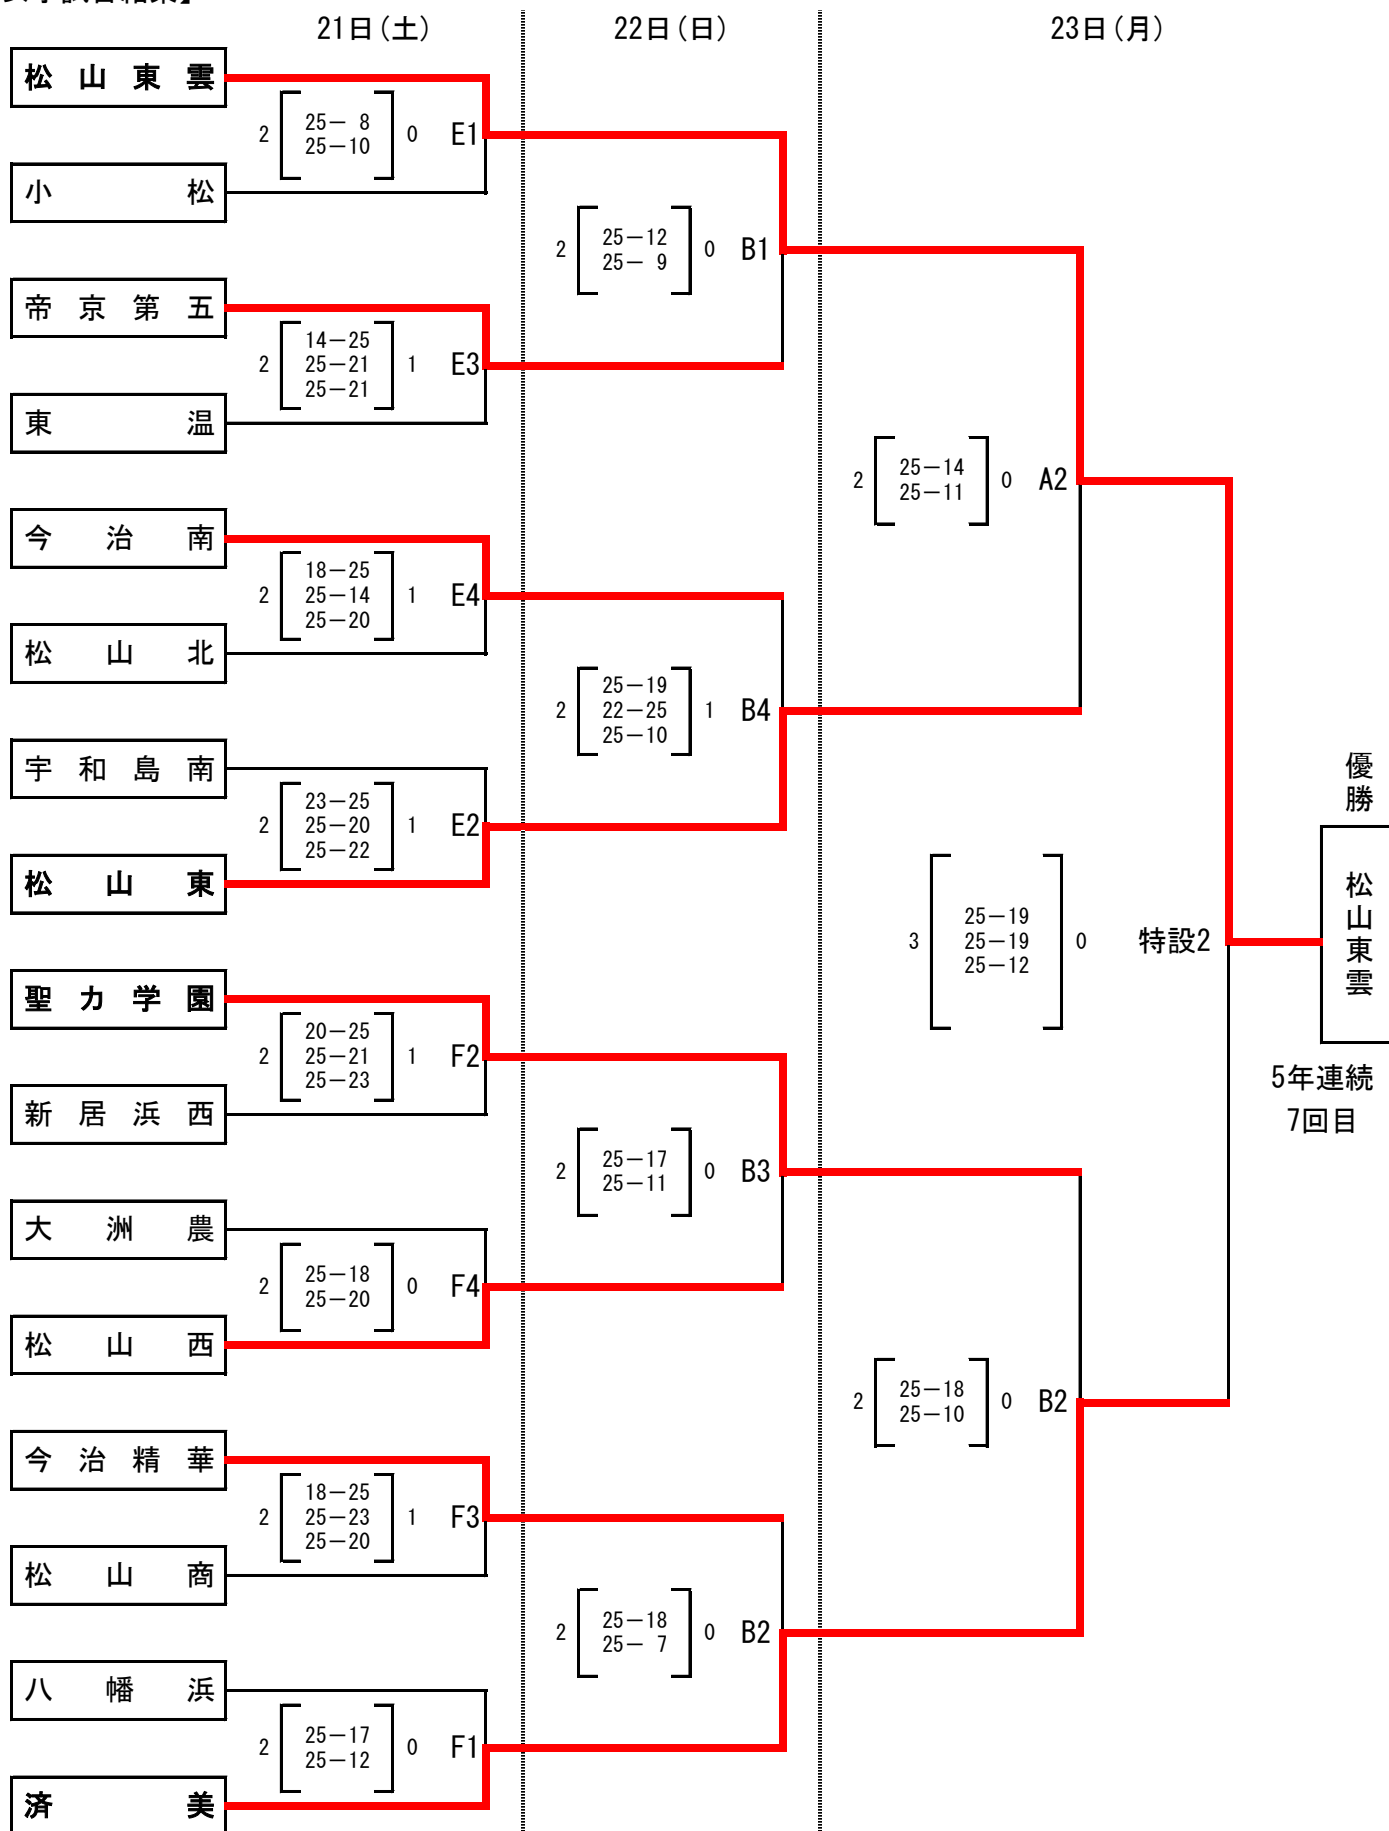 21日(土) 22日(日) 23日(月)
松山東雲
2 25－ 8 0 E1
25－10
小松
2 25－12 0 B1
25－ 9
帝京第五
14－25
2 25－21 1 E3
25－21
東温
2 25－14 0 A2
25－11
今治南
18－25
2 25－14 1 E4
25－20
松山北
25－19
2 22－25 1 B4
25－10
宇和島南
23－25
2 25－20 1 E2
25－22
松山東
優勝
松山東雲
5年連続
7回目
25－19
3 25－19 0 特設2
25－12
聖カ学園
20－25
2 25－21 1 F2
25－23
新居浜西
2 25－17 0 B3
25－11
大洲農
2 25－18 0 F4
25－20
松山西
2 25－18 0 B2
25－10
今治精華
18－25
2 25－23 1 F3
25－20
松山商
2 25－18 0 B2
25－ 7
八幡浜
2 25－17 0 F1
25－12
済美